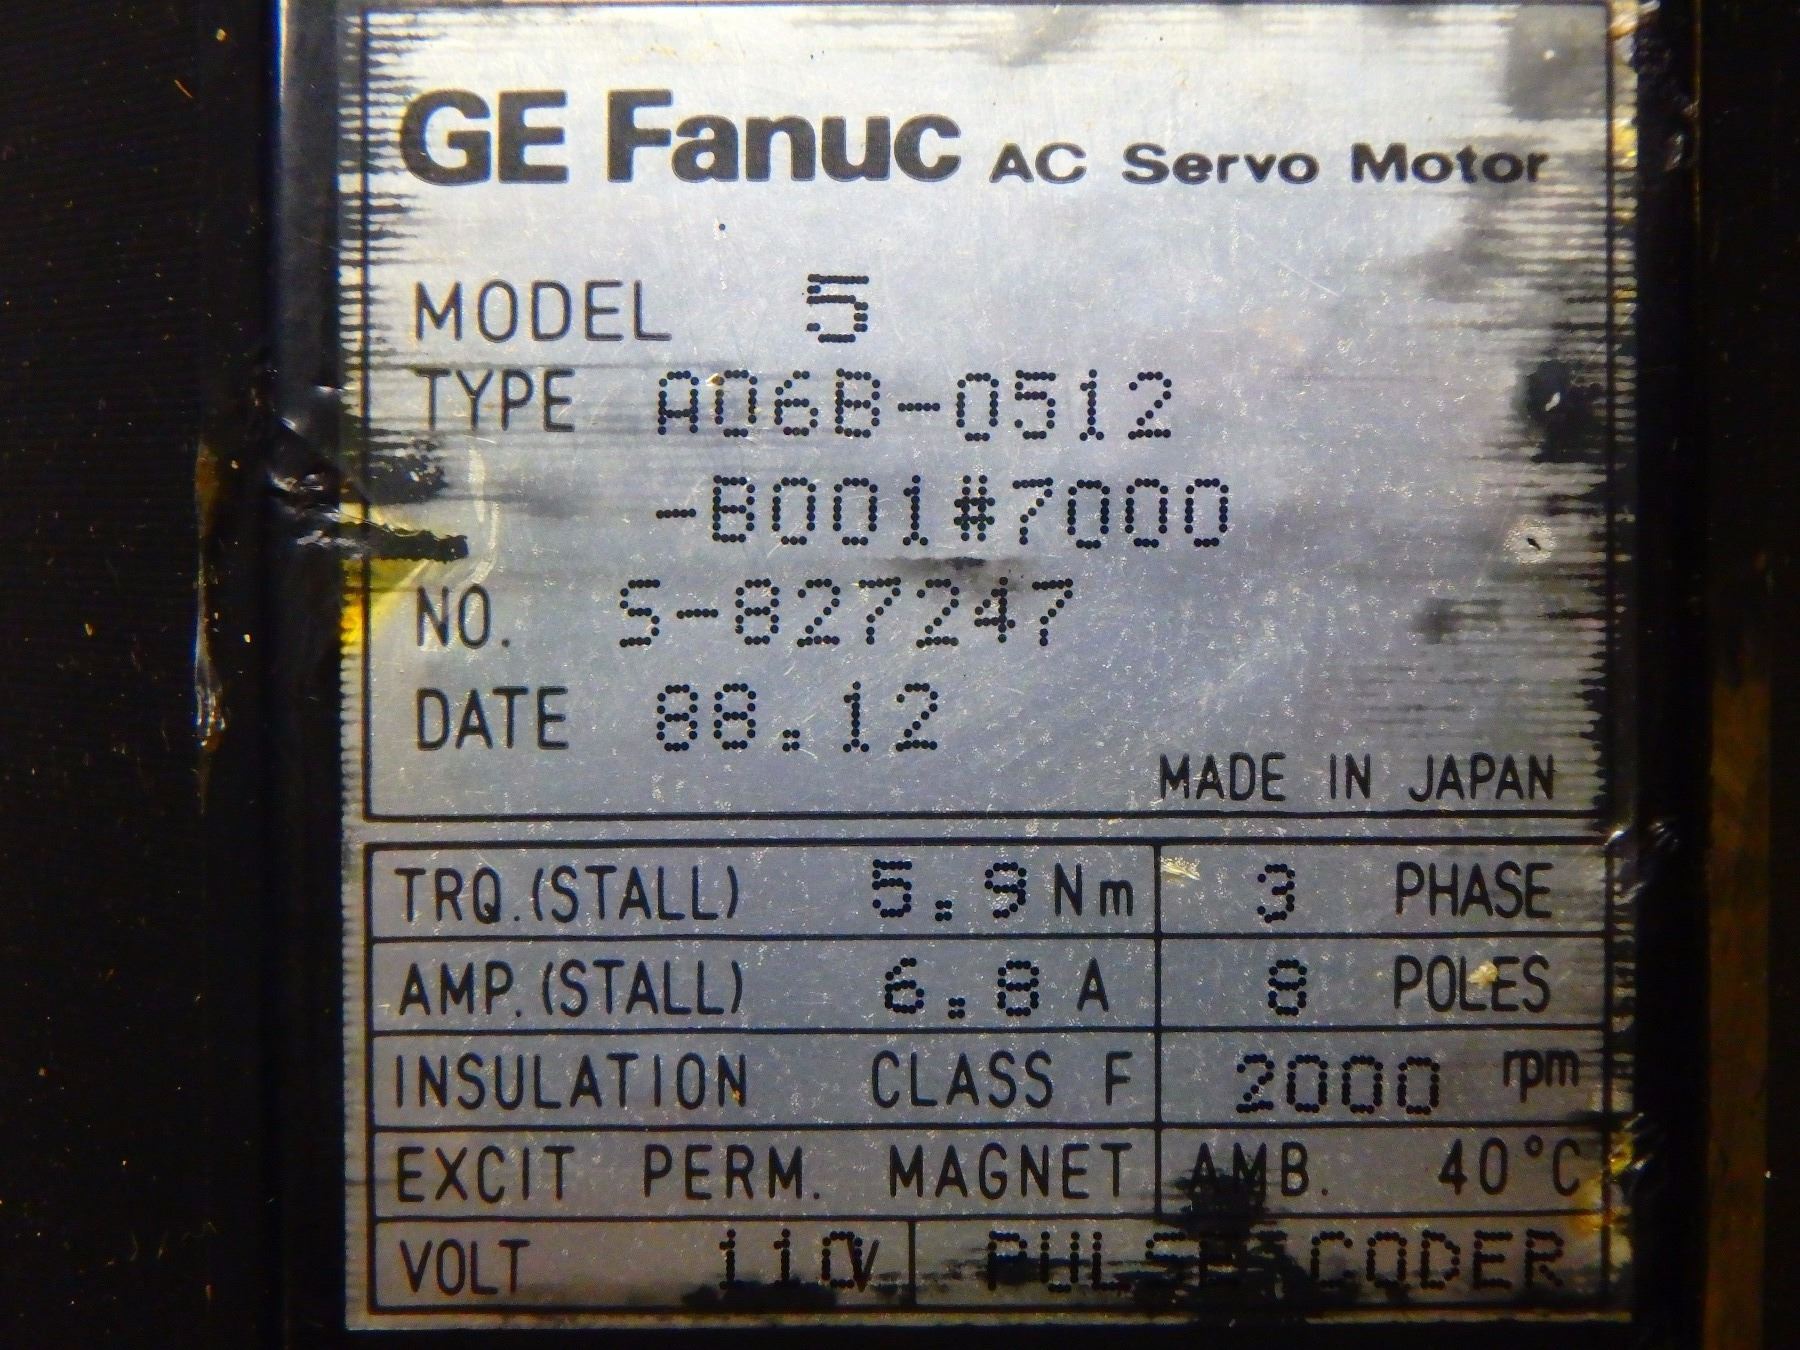 GE Fanuc AC Servo Motor
MODEL 5
TYPE A06B-0512
-B001#7000
NO. S-827247
DATE 88.12
MADE IN JAPAN
TRQ.(STALL) 5.9 Nm 3 PHASE
AMP.(STALL) 6.8 A 8 POLES
INSULATION CLASS F 2000 rpm
EXCIT PERM. MAGNET AMB. 40°C
VOLT 110V PULSE CODER